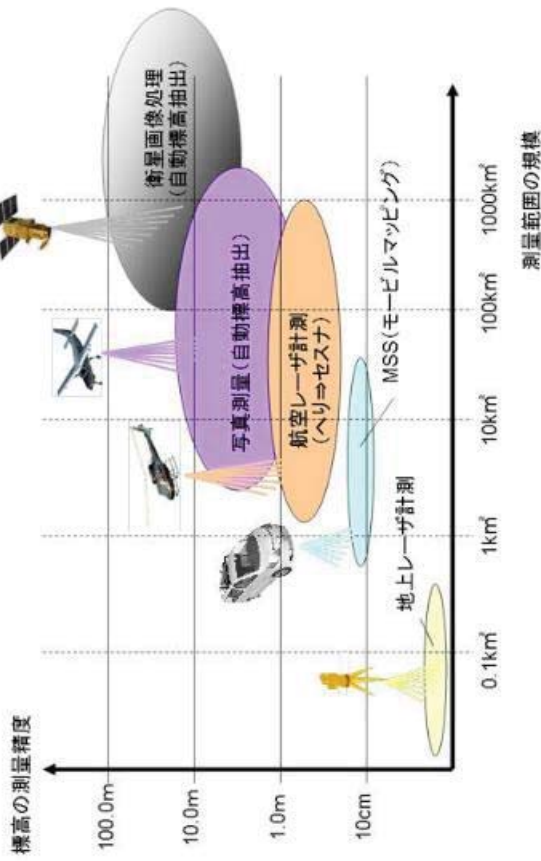 標高の測量精度
100.0m
10.0m
1.0m
10cm
衛星画像処理
(自動標高抽出)
写真測量(自動標高抽出)
航空レーザ計測
(ヘリ⇒セスナ)
MSS(モービルマッピング)
地上レーザ計測
0.1km²
1km²
10km²
100km²
1000km²
測量範囲の規模